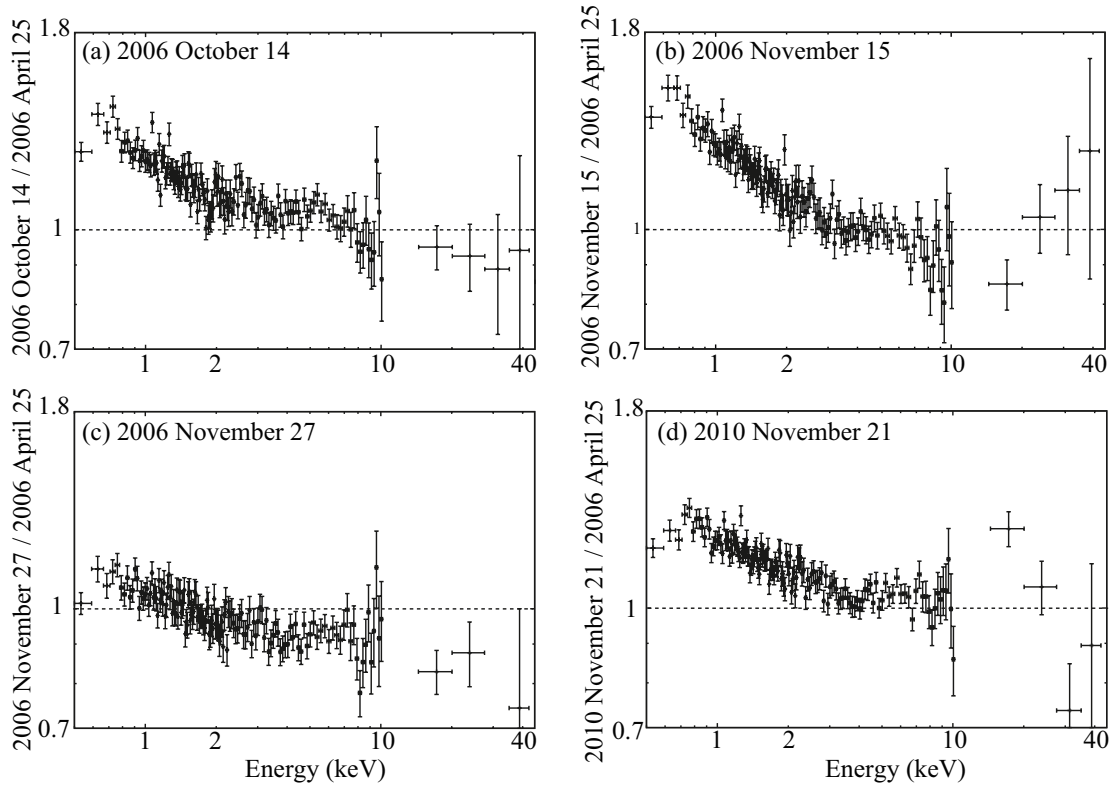 2006 October 14 / 2006 April 25
1.8
1
0.7
(a) 2006 October 14
1 2 10 40
2006 November 15 / 2006 April 25
1.8
1
0.7
(b) 2006 November 15
1 2 10 40
2006 November 27 / 2006 April 25
1.8
1
0.7
(c) 2006 November 27
1 2 10 40
Energy (keV)
2010 November 21 / 2006 April 25
1.8
1
0.7
(d) 2010 November 21
1 2 10 40
Energy (keV)